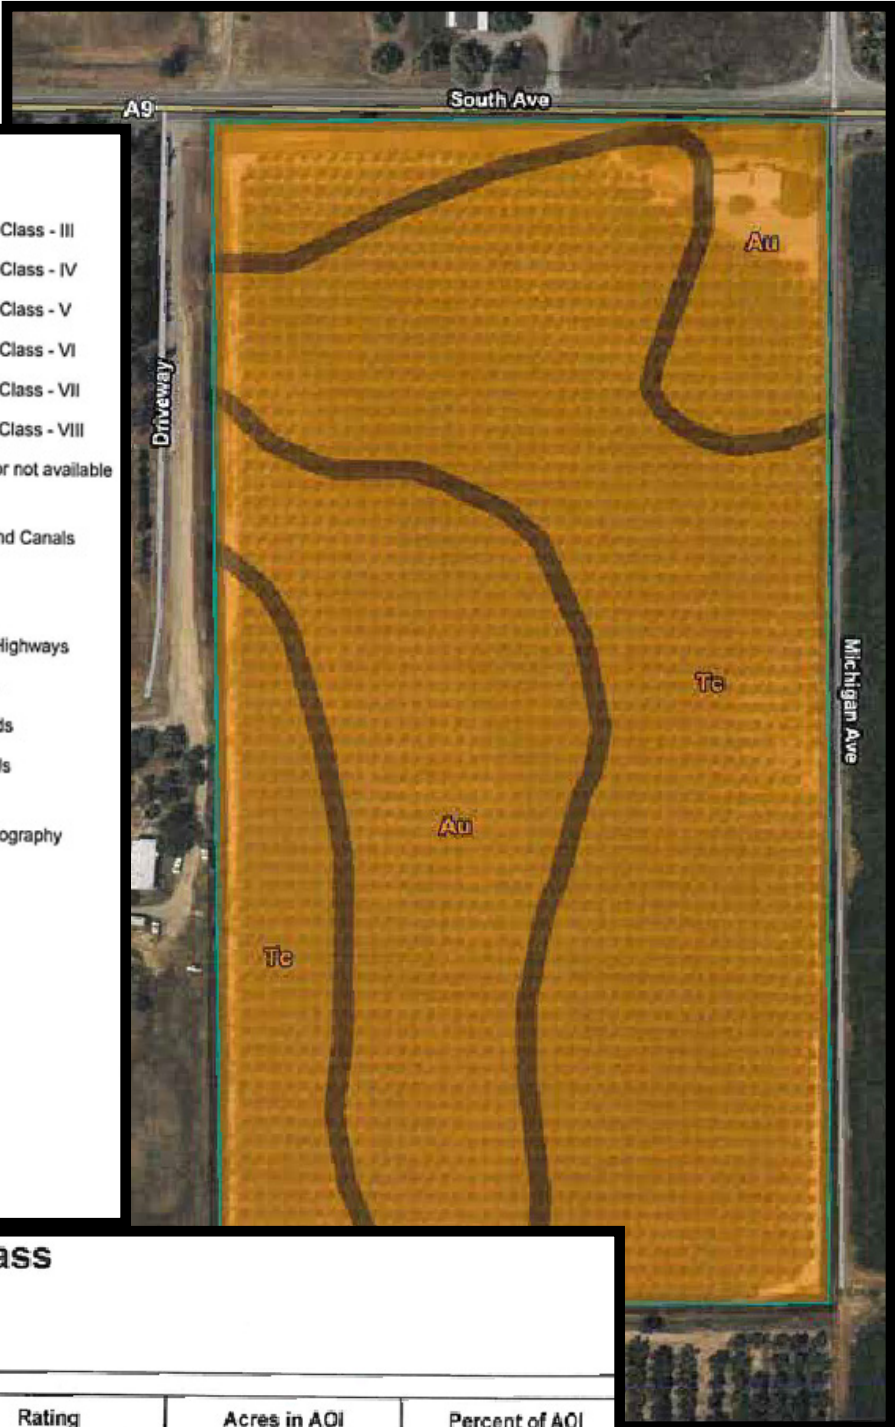 South Ave
A9
Class - III
Class - IV
Class - V
Class - VI
Class - VII
Class - VIII
or not available
nd Canals
Highways
ds
ography
Driveway
Michigan Ave
Au
Tc
Au
Tc
ass
Rating
Acres in AOI
Percent of AOI